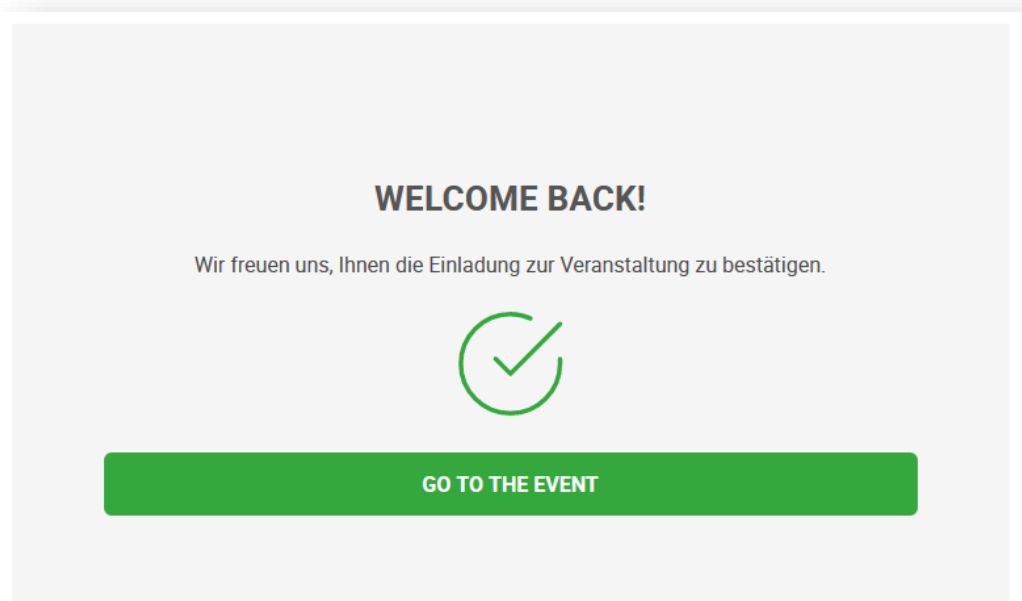 WELCOME BACK!
Wir freuen uns, Ihnen die Einladung zur Veranstaltung zu bestätigen.
GO TO THE EVENT